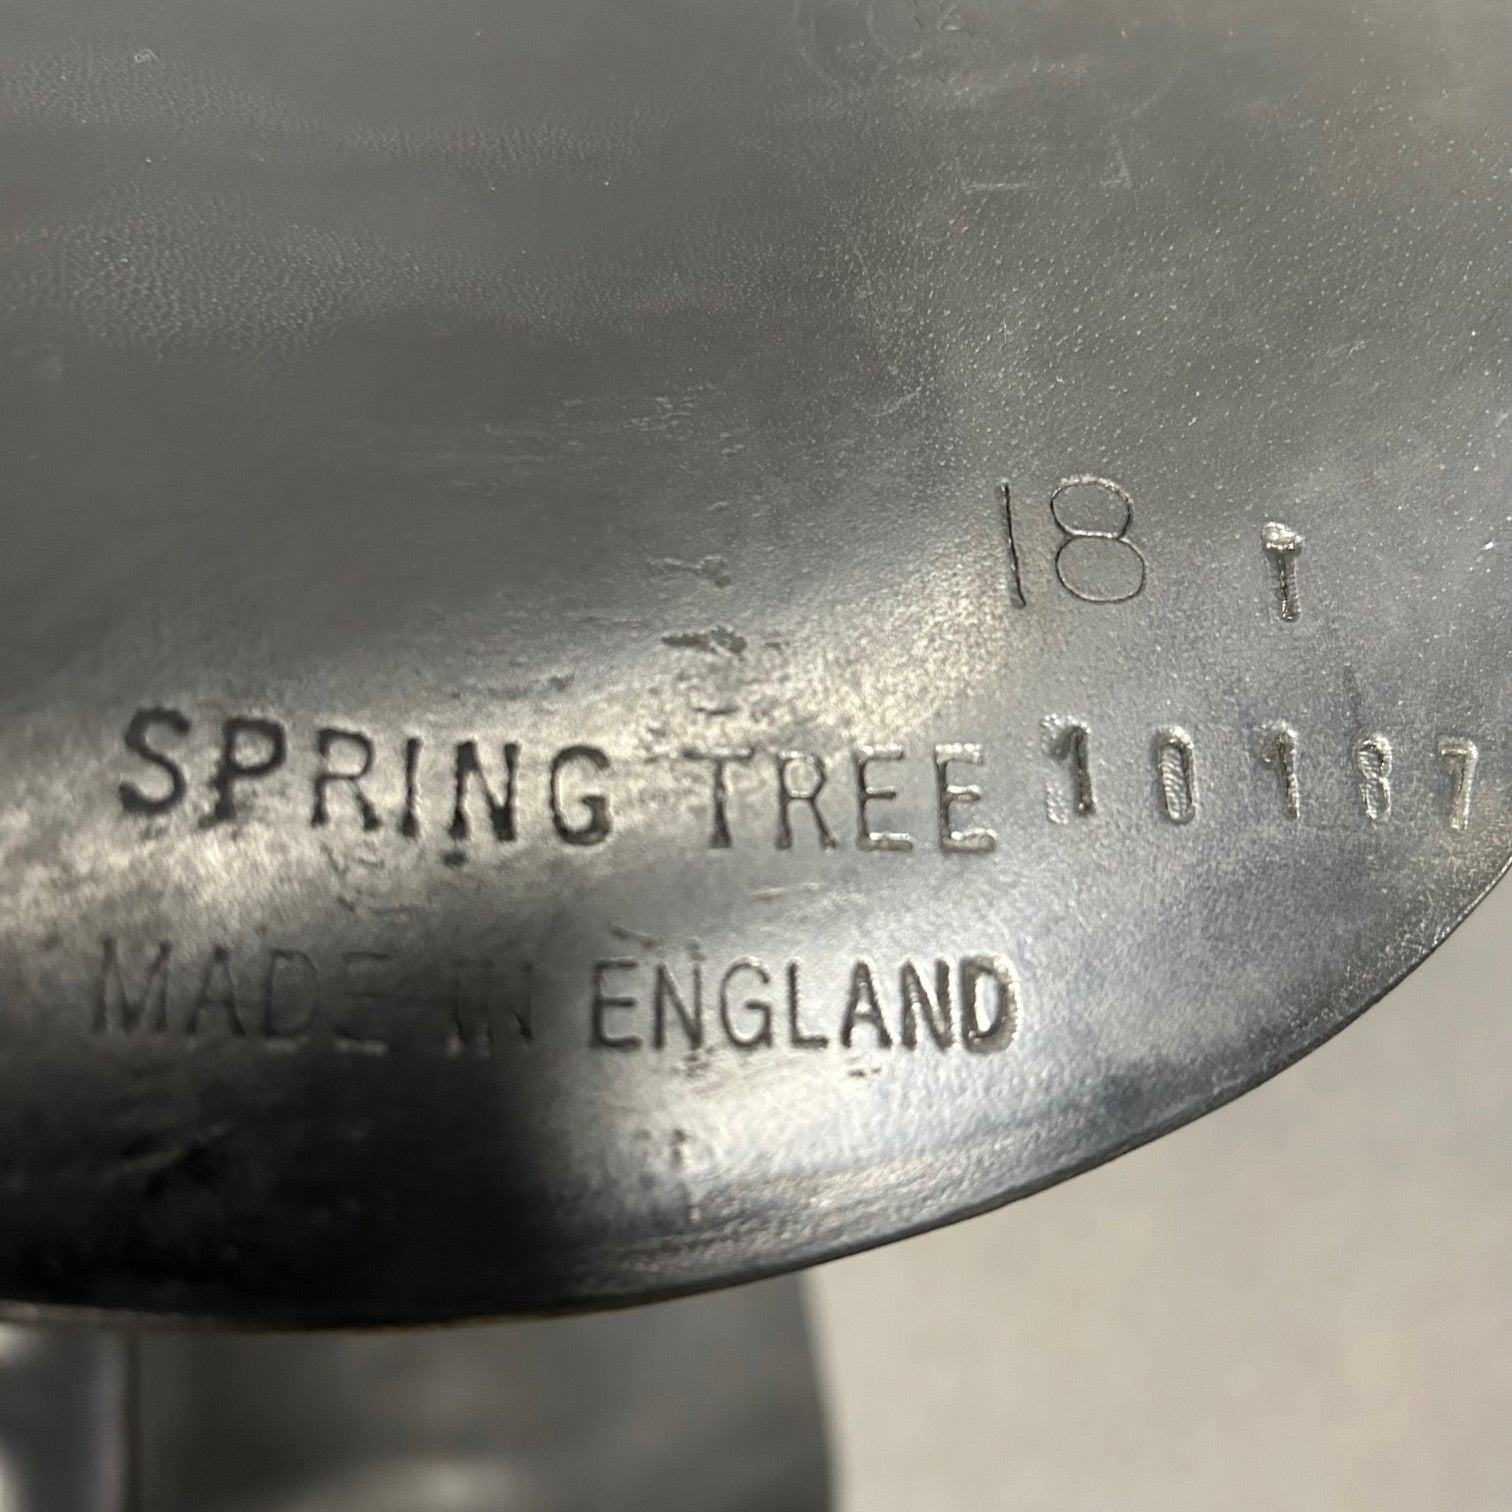 18 1
SPRING TREE 10187
MADE IN ENGLAND